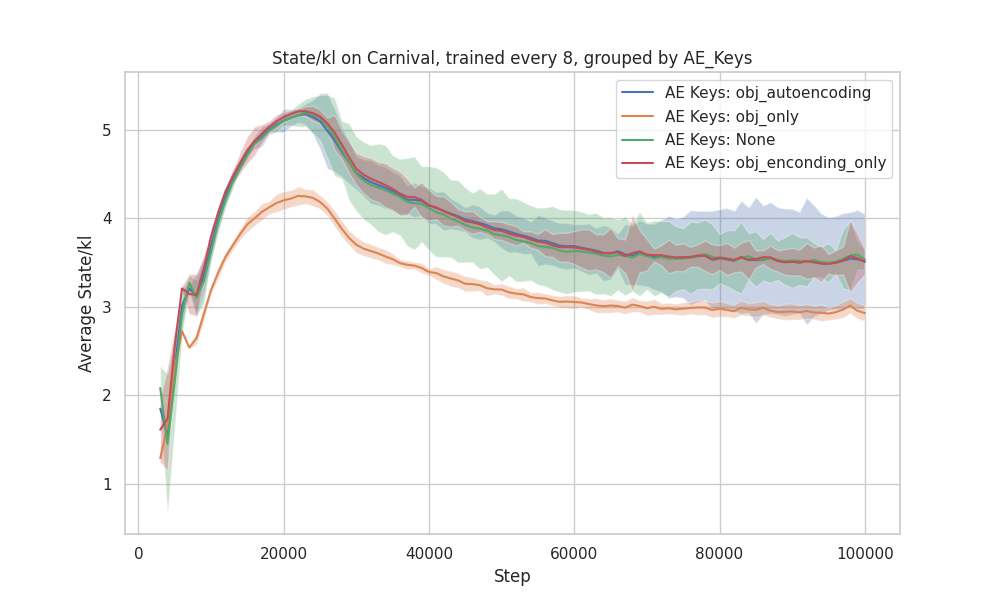 State/kl on Carnival, trained every 8, grouped by AE_Keys
AE Keys: obj_autoencoding
AE Keys: obj_only
AE Keys: None
AE Keys: obj_enconding_only
Average State/kl
5
4
3
2
1
0
20000
40000
60000
80000
100000
Step